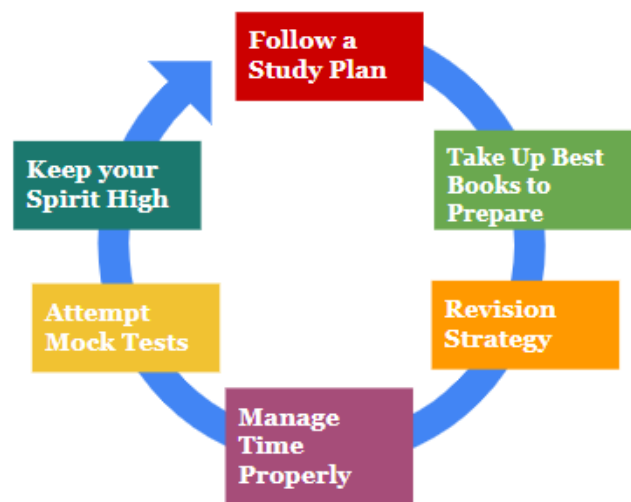 Follow a
Study Plan
Take Up Best
Books to
Prepare
Revision
Strategy
Manage
Time
Properly
Attempt
Mock Tests
Keep your
Spirit High